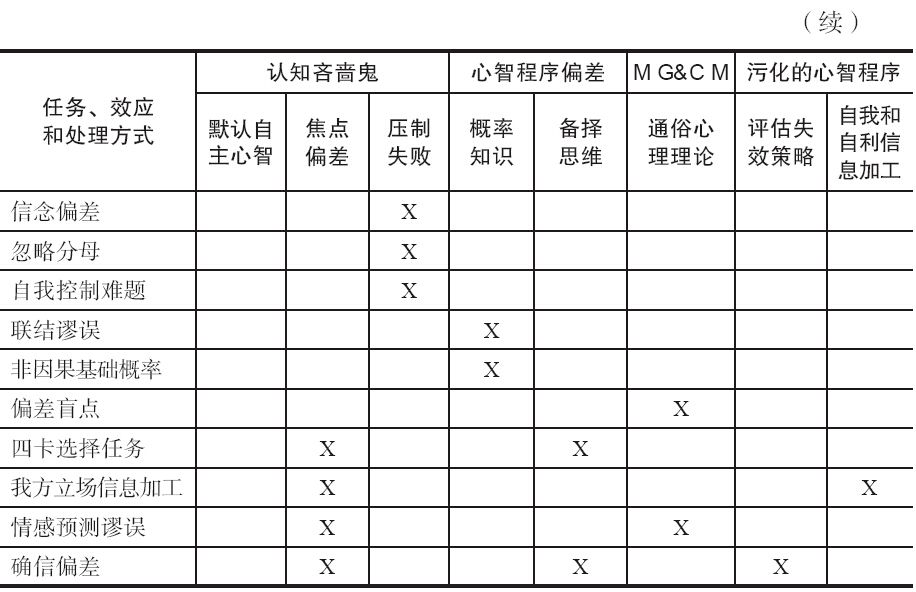 （续）
任务、效应
和处理方式
认知吝啬鬼 心智程序偏差 M G&C M 污化的心智程序
默认自
主心智
焦点
偏差
压制
失败
概率
知识
备择
思维
通俗心
理理论
评估失
效策略
自我和
自利信
息加工
信念偏差 X
忽略分母 X
自我控制难题 X
联结谬误 X
非因果基础概率 X
偏差盲点 X
四卡选择任务 X X
我方立场信息加工 X X
情感预测谬误 X X
确信偏差 X X X